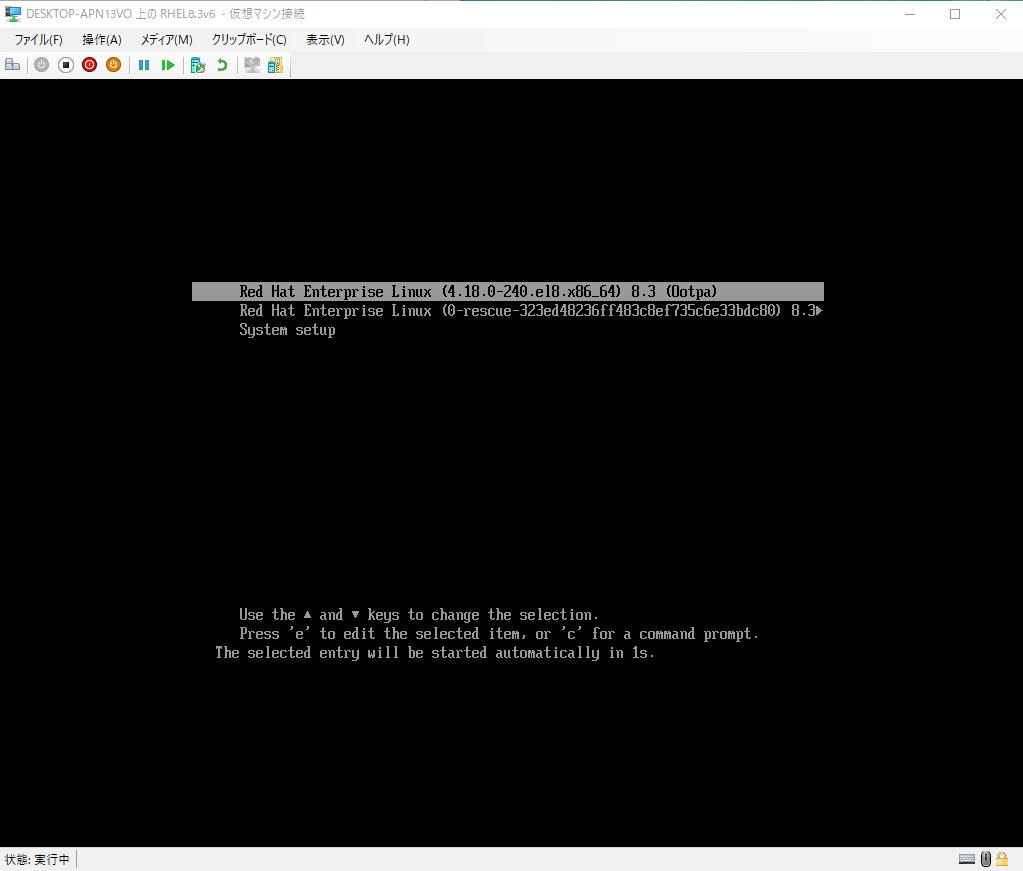 DESKTOP-APN13VO 上の RHEL8.3v6 - 仮想マシン接続
ファイル(F) 操作(A) メディア(M) クリップボード(C) 表示(V) ヘルプ(H)
Red Hat Enterprise Linux (4.18.0-240.el8.x86_64) 8.3 (Ootpa)
Red Hat Enterprise Linux (0-rescue-323ed48236ff483c8ef735c6e33bdc80) 8.3▶
System setup
Use the ▲ and ▼ keys to change the selection.
Press 'e' to edit the selected item, or 'c' for a command prompt.
The selected entry will be started automatically in 1s.
状態: 実行中